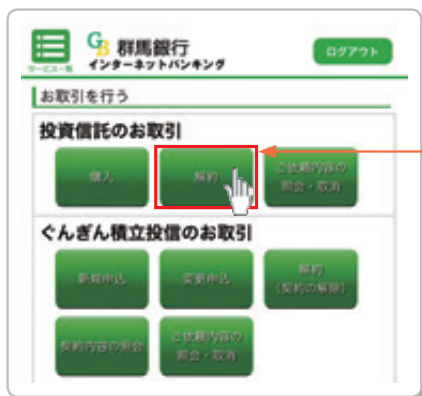 サービス一覧
GB 群馬銀行
インターネットバンキング
ログアウト
お取引を行う
投資信託のお取引
購入
解約
ご依頼内容の
照会・取消
ぐんぎん積立投信のお取引
新規申込
変更申込
解約
(契約の解除)
契約内容の照会
ご依頼内容の
照会・取消